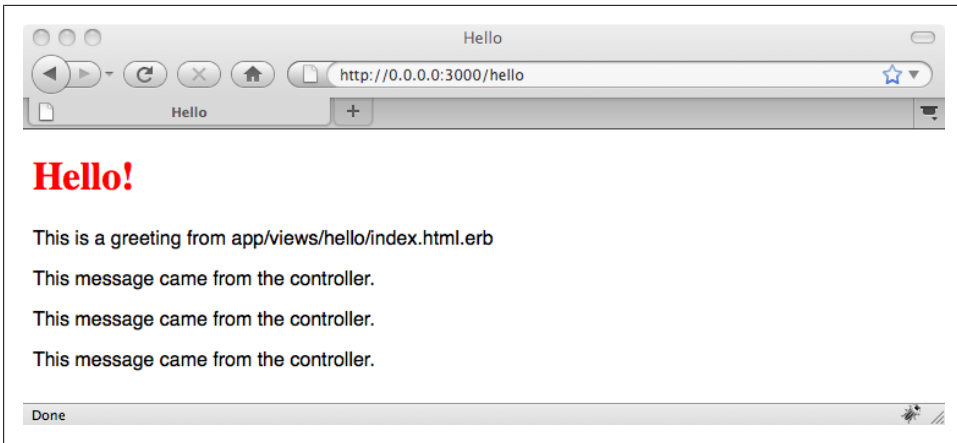 Hello
http://0.0.0.0:3000/hello
Hello
Hello!
This is a greeting from app/views/hello/index.html.erb
This message came from the controller.
This message came from the controller.
This message came from the controller.
Done